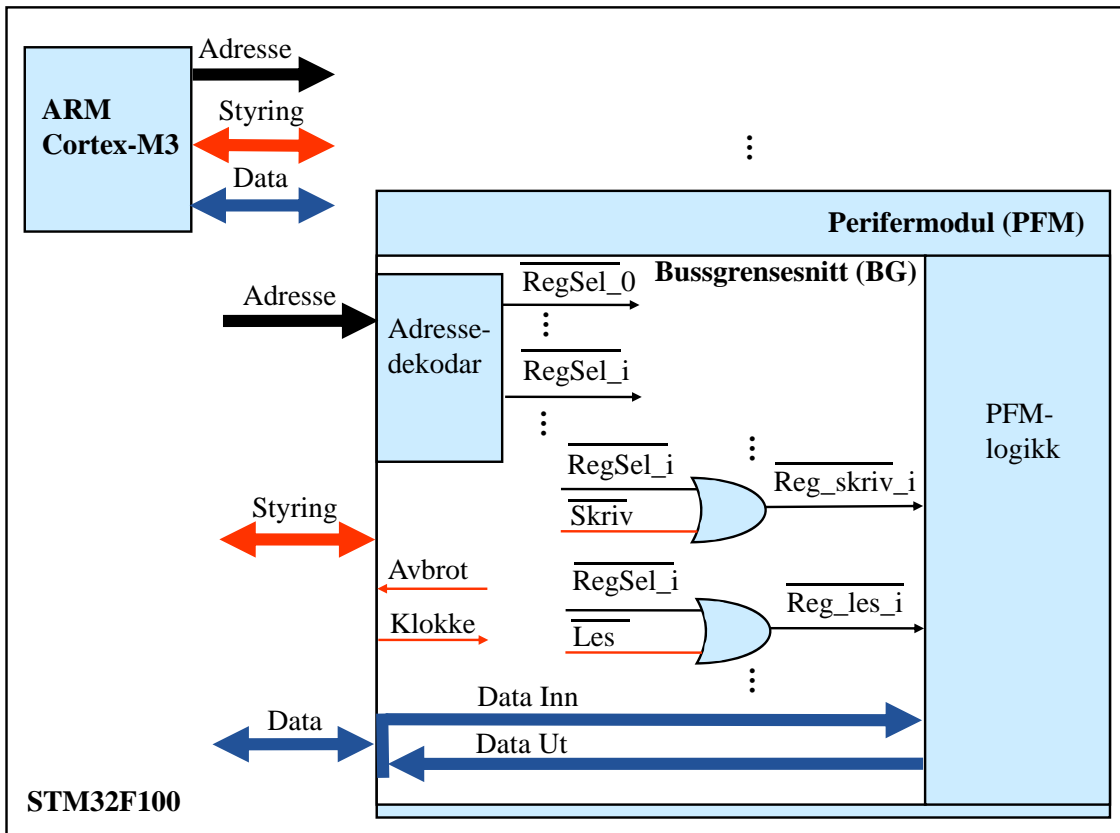 Adresse
ARM
Cortex-M3
Styring
Data
Perifermodul (PFM)
Bussgrensesnitt (BG)
Adresse
Adresse-
dekodar
RegSel_0
RegSel_i
PFM-
logikk
RegSel_i
Skriv
Reg_skriv_i
Styring
Avbrot
Klokke
RegSel_i
Les
Reg_les_i
Data
Data Inn
Data Ut
STM32F100